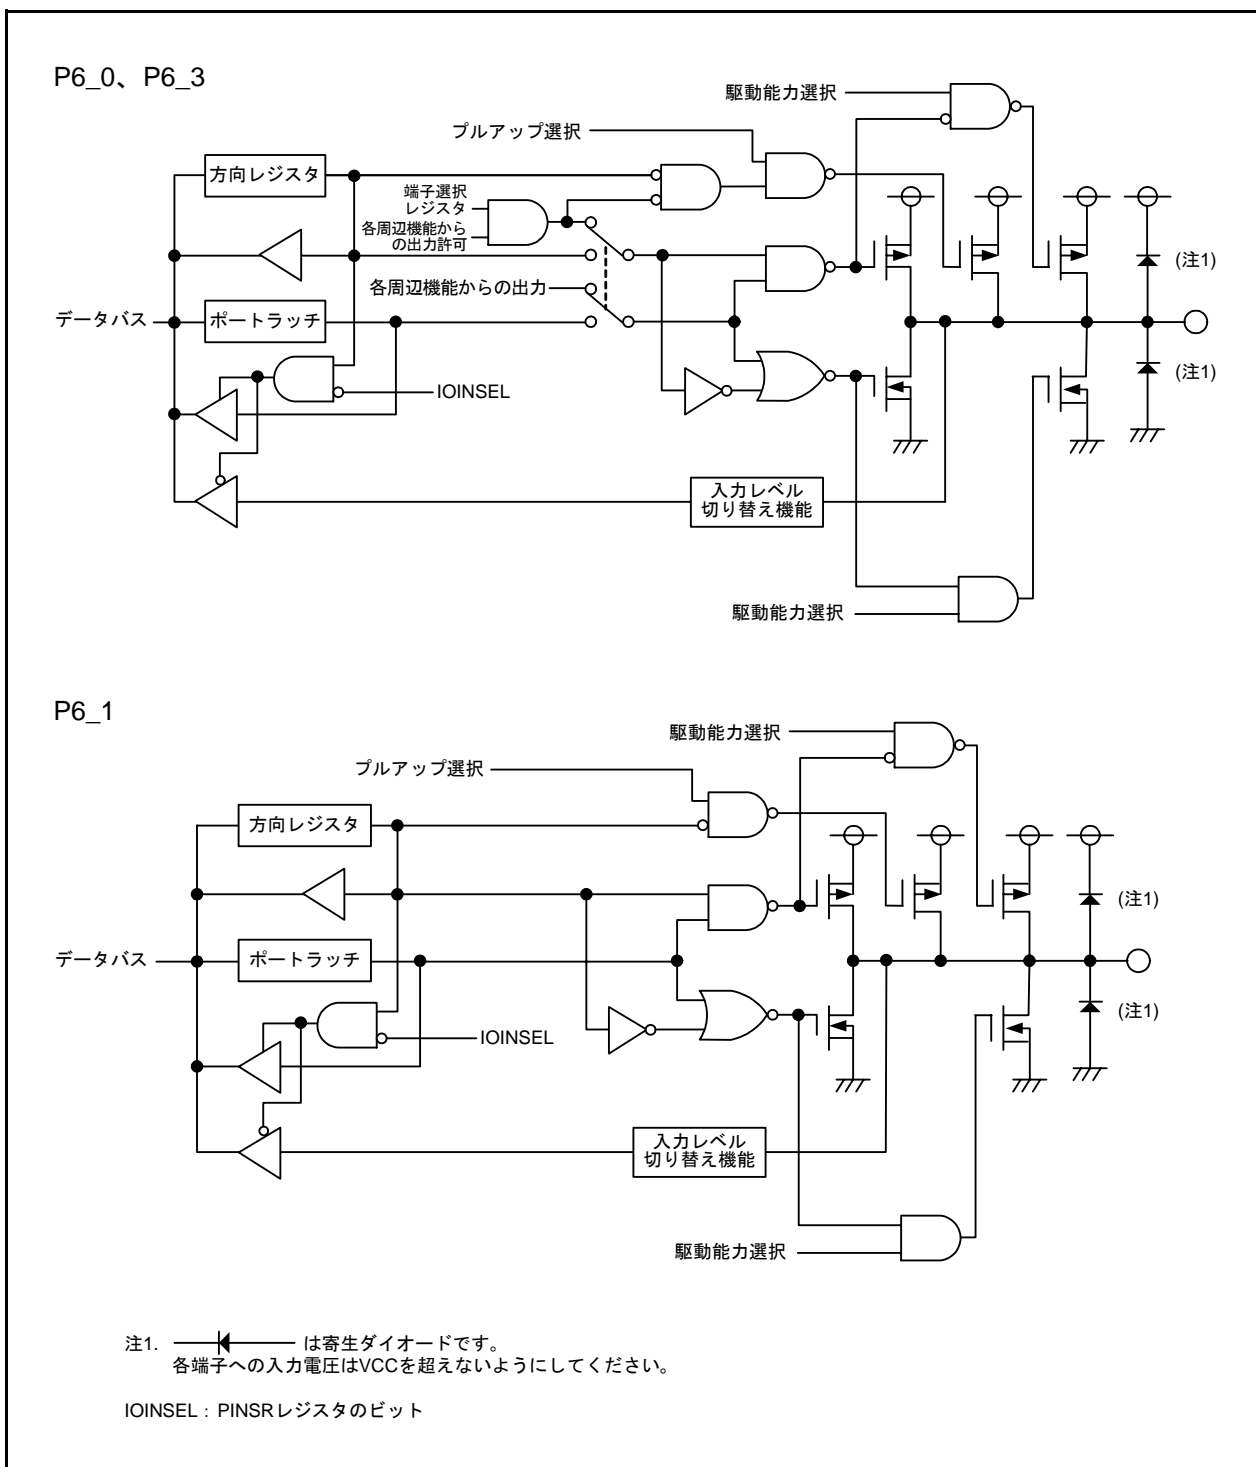 P6_0、P6_3
駆動能力選択
プルアップ選択
方向レジスタ
端子選択
レジスタ
各周辺機能から
の出力許可
(注1)
各周辺機能からの出力
データバス
ポートラッチ
(注1)
IOINSEL
入力レベル
切り替え機能
駆動能力選択
P6_1
駆動能力選択
プルアップ選択
方向レジスタ
(注1)
データバス
ポートラッチ
(注1)
IOINSEL
入力レベル
切り替え機能
駆動能力選択
注1. は寄生ダイオードです。
各端子への入力電圧はVCCを超えないようにしてください。
IOINSEL : PINSRレジスタのビット